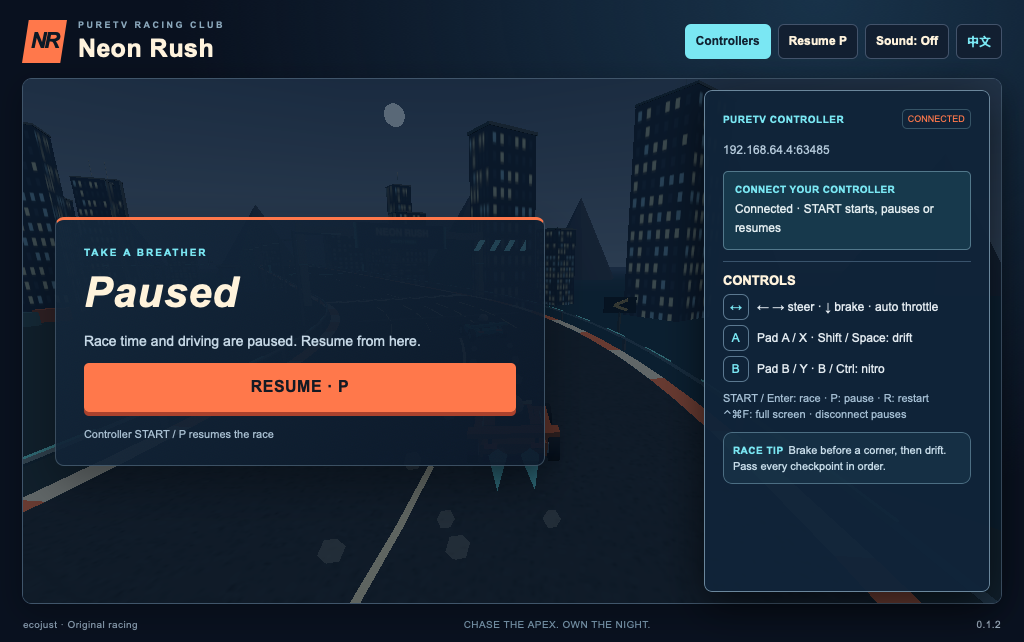 NR
PURETV RACING CLUB
Neon Rush
Controllers
Resume P
Sound: Off
中文
TAKE A BREATHER
Paused
Race time and driving are paused. Resume from here.
RESUME · P
Controller START / P resumes the race
<
PURETV CONTROLLER
CONNECTED
192.168.64.4:63485
CONNECT YOUR CONTROLLER
Connected · START starts, pauses or
resumes
CONTROLS
↔ ← → steer · ↓ brake · auto throttle
A Pad A / X · Shift / Space: drift
B Pad B / Y · B / Ctrl: nitro
START / Enter: race · P: pause · R: restart
^⌘F: full screen · disconnect pauses
RACE TIP Brake before a corner, then drift.
Pass every checkpoint in order.
ecojust · Original racing
CHASE THE APEX. OWN THE NIGHT.
0.1.2